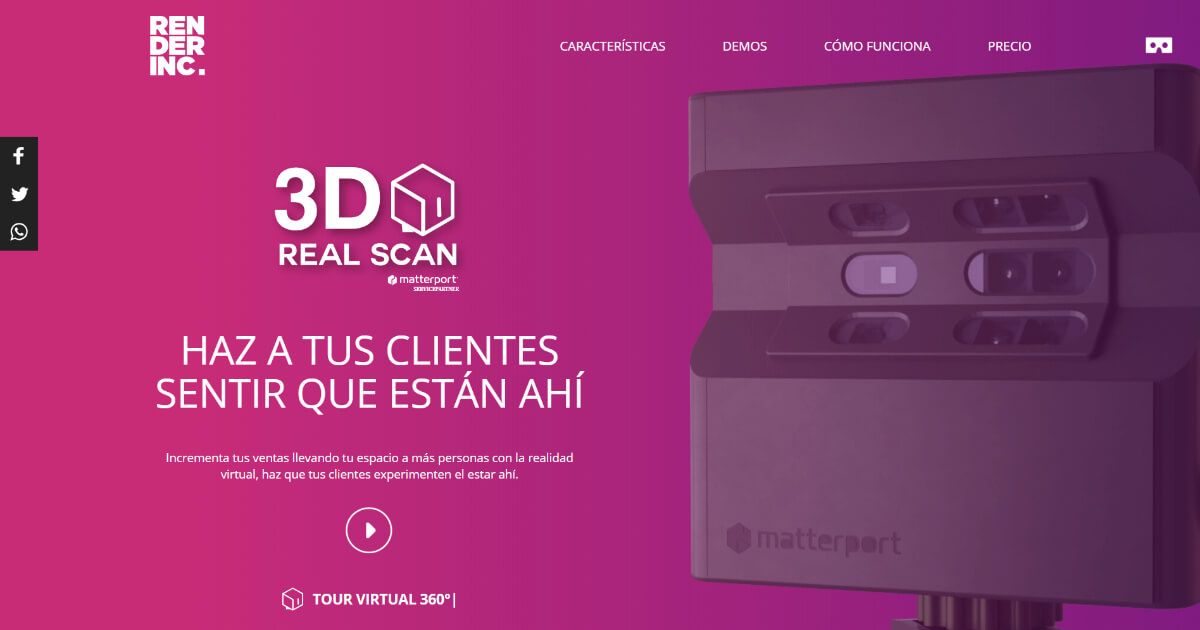 REN
DER
INC.
CARACTERÍSTICAS
DEMOS
CÓMO FUNCIONA
PRECIO
3D
REAL SCAN
matterport
SERVICE PARTNER
HAZ A TUS CLIENTES
SENTIR QUE ESTÁN AHÍ
Incrementa tus ventas llevando tu espacio a más personas con la realidad
virtual, haz que tus clientes experimenten el estar ahí.
TOUR VIRTUAL 360°|
matterport